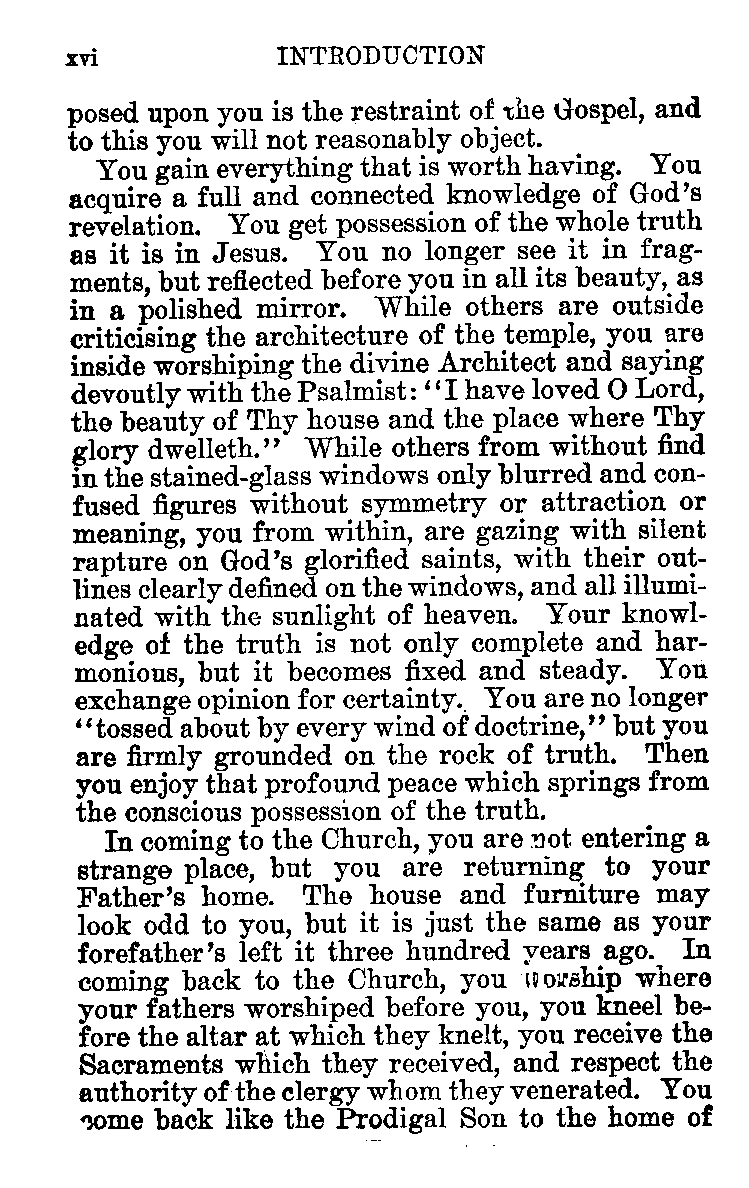 xvi INTRODUCTION
posed upon you is the restraint of the Gospel, and
to this you will not reasonably object.
You gain everything that is worth having. You
acquire a full and connected knowledge of God's
revelation. You get possession of the whole truth
as it is in Jesus. You no longer see it in frag-
ments, but reflected before you in all its beauty, as
in a polished mirror. While others are outside
criticising the architecture of the temple, you are
inside worshiping the divine Architect and saying
devoutly with the Psalmist: "I have loved O Lord,
the beauty of Thy house and the place where Thy
glory dwelleth." While others from without find
in the stained-glass windows only blurred and con-
fused figures without symmetry or attraction or
meaning, you from within, are gazing with silent
rapture on God's glorified saints, with their out-
lines clearly defined on the windows, and all illumi-
nated with the sunlight of heaven. Your knowl-
edge of the truth is not only complete and har-
monious, but it becomes fixed and steady. You
exchange opinion for certainty. You are no longer
"tossed about by every wind of doctrine," but you
are firmly grounded on the rock of truth. Then
you enjoy that profound peace which springs from
the conscious possession of the truth.
In coming to the Church, you are not entering a
strange place, but you are returning to your
Father's home. The house and furniture may
look odd to you, but it is just the same as your
forefather's left it three hundred years ago. In
coming back to the Church, you worship where
your fathers worshiped before you, you kneel be-
fore the altar at which they knelt, you receive the
Sacraments which they received, and respect the
authority of the clergy whom they venerated. You
come back like the Prodigal Son to the home of